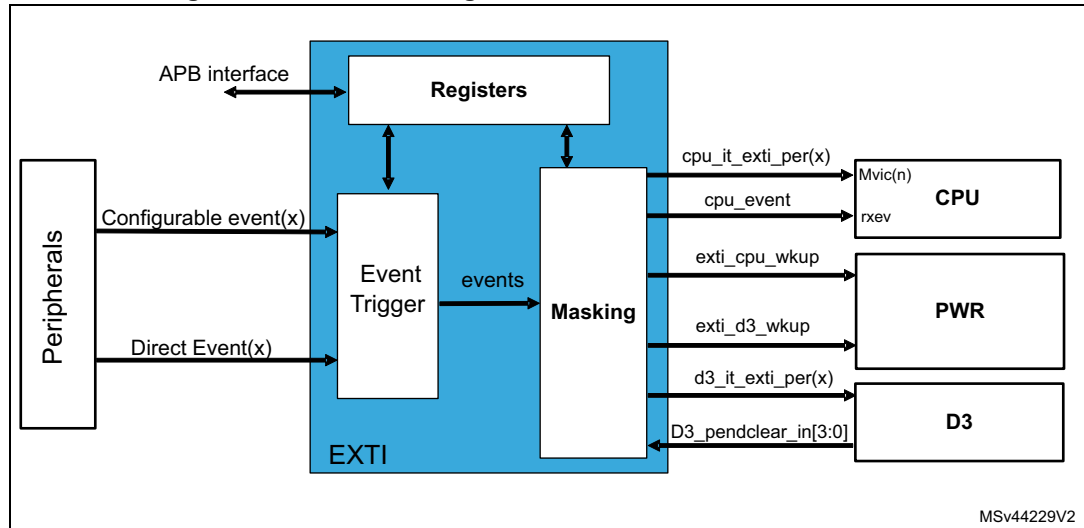 APB interface
Registers
Peripherals
Configurable event(x)
Direct Event(x)
Event
Trigger
events
Masking
EXTI
cpu_it_exti_per(x)
cpu_event
exti_cpu_wkup
exti_d3_wkup
d3_it_exti_per(x)
D3_pendclear_in[3:0]
Mvic(n)
CPU
rxev
PWR
D3
MSv44229V2